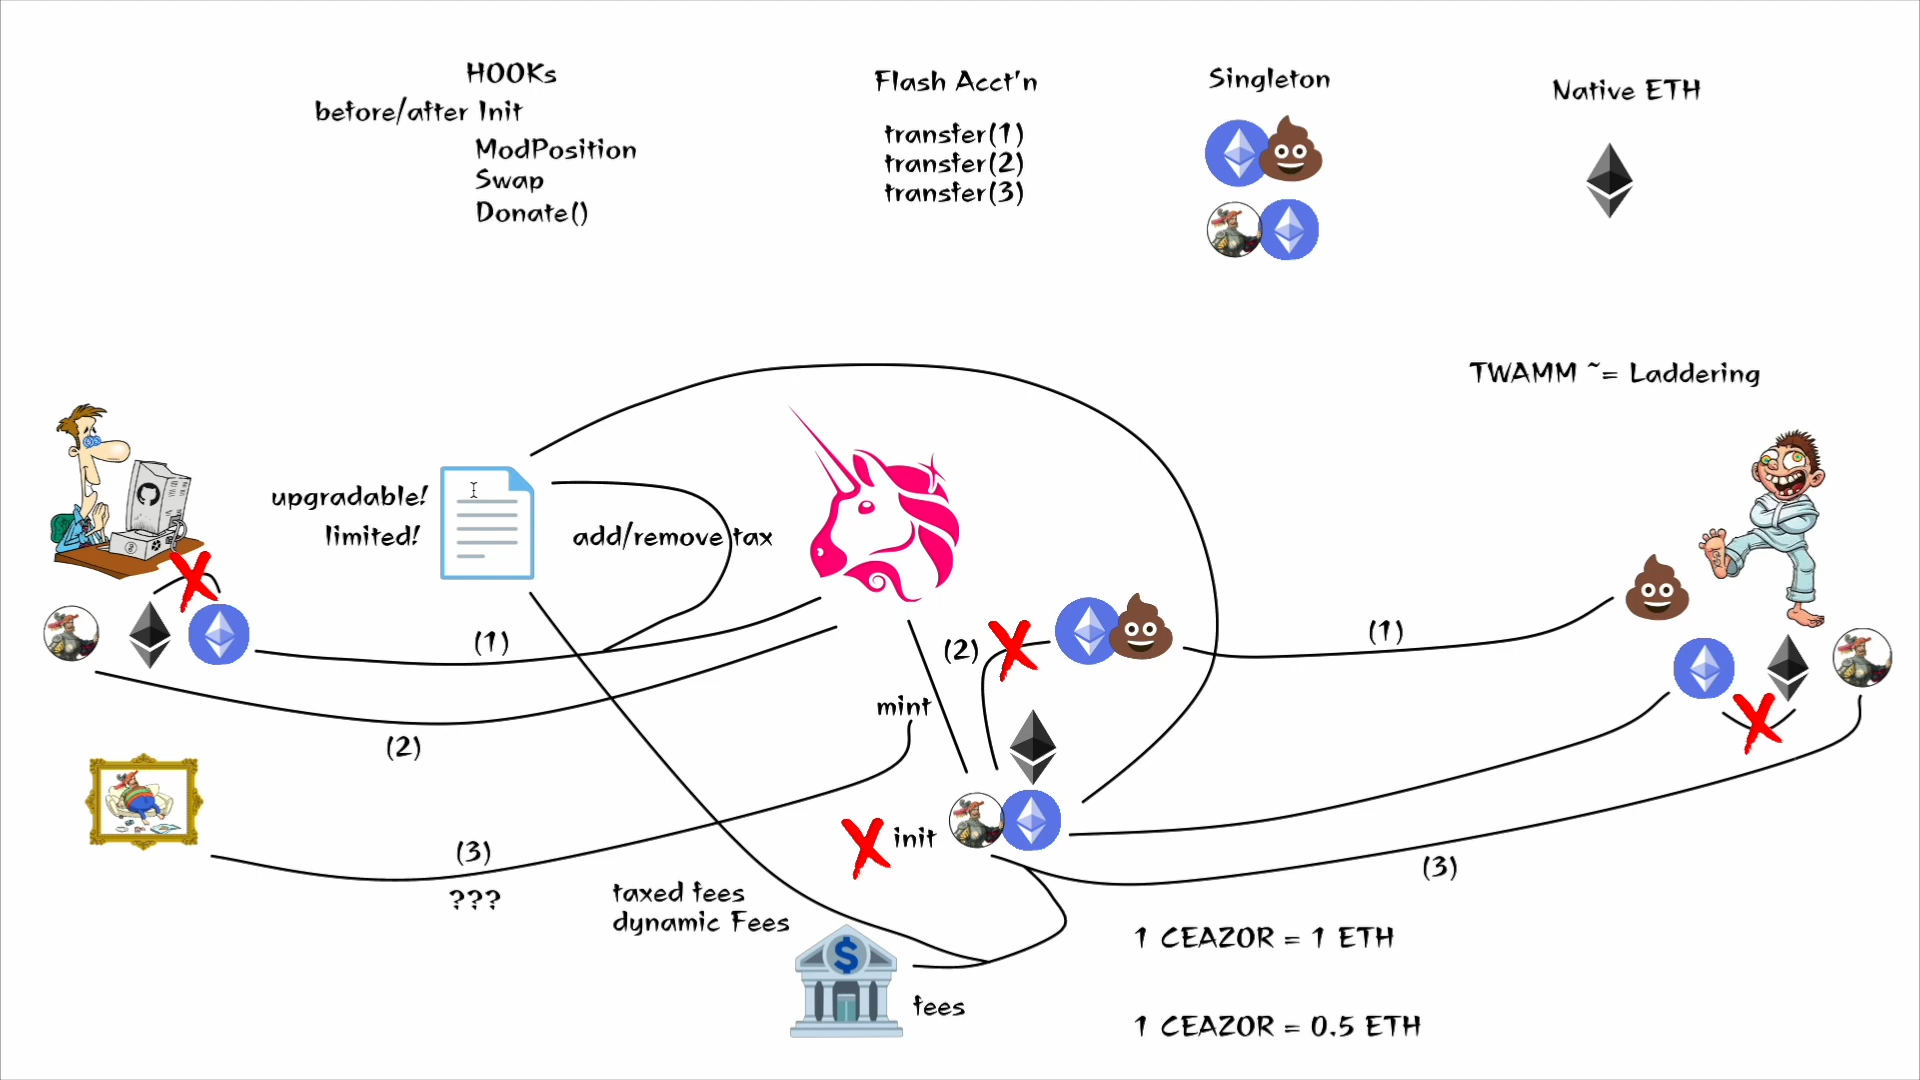 HOOKs
before/after Init
ModPosition
Swap
Donate()
Flash Acct'n
transfer(1)
transfer(2)
transfer(3)
Singleton
Native ETH
TWAMM ~= Laddering
upgradable!
limited!
add/remove tax
(1)
(2)
(3)
???
mint
(2)
init
(1)
(3)
taxed fees
dynamic Fees
$
fees
1 CEAZOR = 1 ETH
1 CEAZOR = 0.5 ETH